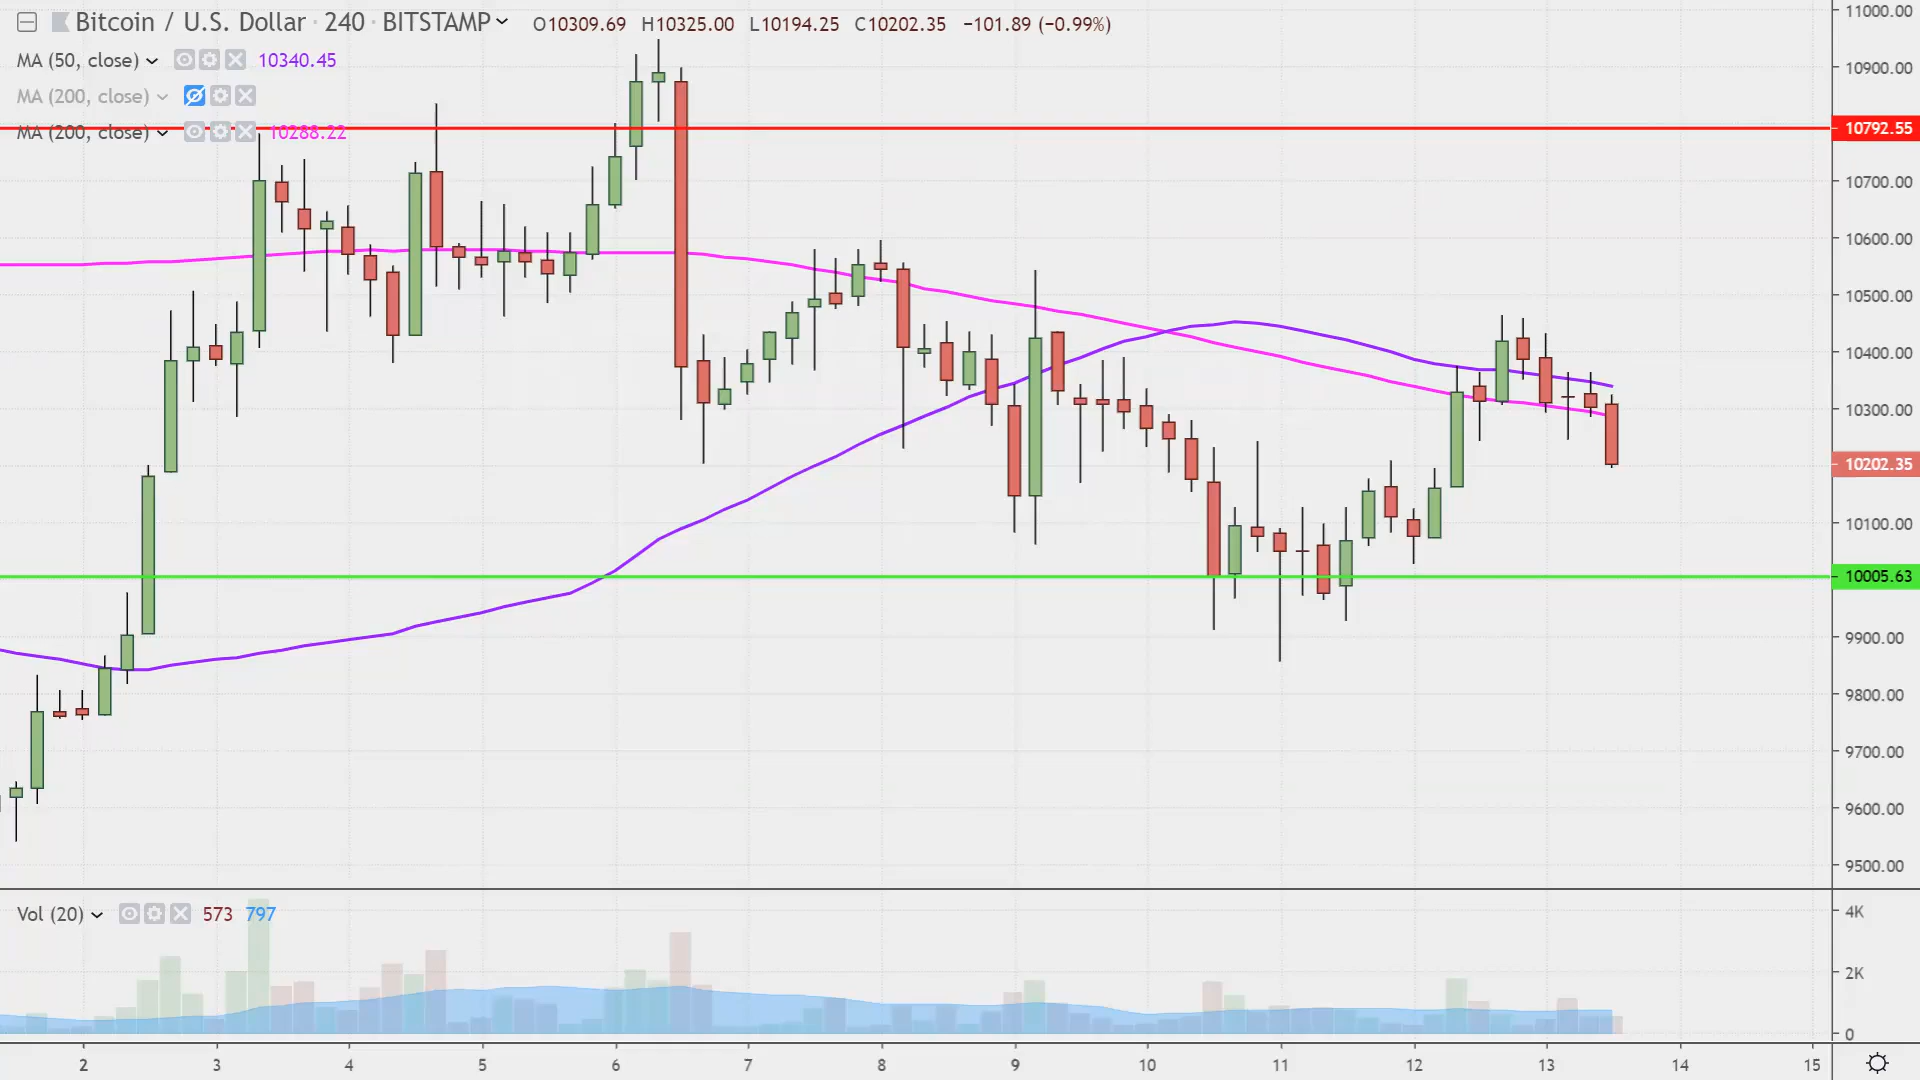 Bitcoin / U.S. Dollar · 240 · BITSTAMP O10309.69 H10325.00 L10194.25 C10202.35 −101.89 (−0.99%)
MA (50, close) 10340.45
MA (200, close)
MA (200, close) 10288.22
11000.00
10900.00
10792.55
10700.00
10600.00
10500.00
10400.00
10300.00
10202.35
10100.00
10005.63
9900.00
9800.00
9700.00
9600.00
9500.00
Vol (20) 573 797
4K
2K
0
2 3 4 5 6 7 8 9 10 11 12 13 14 15